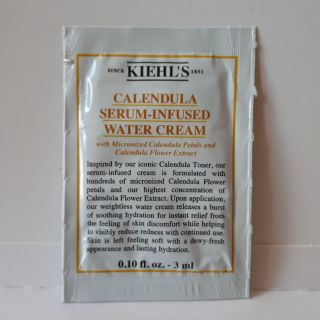 SINCE KIEHL'S 1851
CALENDULA
SERUM-INFUSED
WATER CREAM
with Micronized Calendula Petals and
Calendula Flower Extract
Inspired by our iconic Calendula Toner, our
serum-infused cream is formulated with
hundreds of micronized Calendula Flower
petals and our highest concentration of
Calendula Flower Extract. Upon application,
our weightless water cream releases a burst
of soothing hydration for instant relief from
the feeling of skin discomfort while helping
to visibly reduce redness with continued use.
Skin is left feeling soft with a dewy-fresh
appearance and lasting hydration.
0.10 fl. oz. - 3 ml